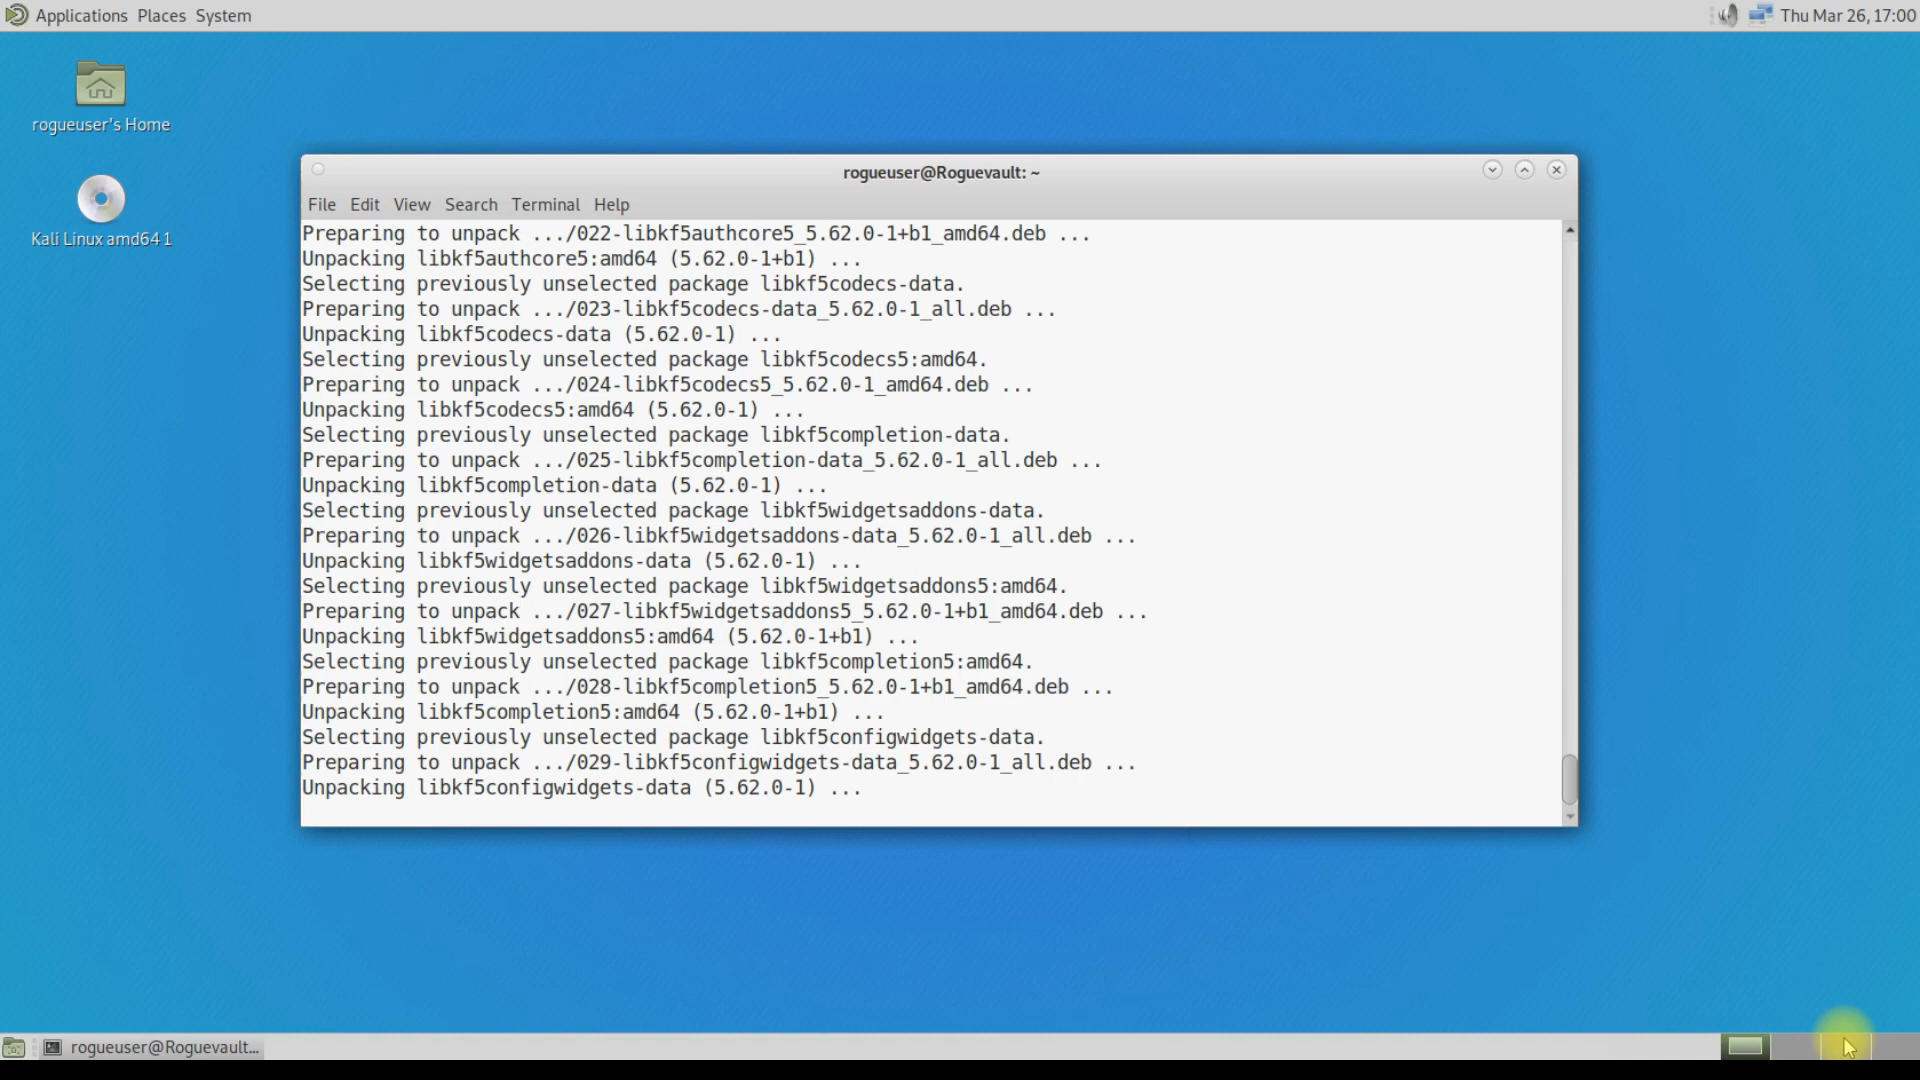 Applications Places System
Thu Mar 26, 17:00
rogueuser's Home
Kali Linux amd64 1
rogueuser@Roguevault: ~
File Edit View Search Terminal Help
Preparing to unpack .../022-libkf5authcore5_5.62.0-1+b1_amd64.deb ...
Unpacking libkf5authcore5:amd64 (5.62.0-1+b1) ...
Selecting previously unselected package libkf5codecs-data.
Preparing to unpack .../023-libkf5codecs-data_5.62.0-1_all.deb ...
Unpacking libkf5codecs-data (5.62.0-1) ...
Selecting previously unselected package libkf5codecs5:amd64.
Preparing to unpack .../024-libkf5codecs5_5.62.0-1_amd64.deb ...
Unpacking libkf5codecs5:amd64 (5.62.0-1) ...
Selecting previously unselected package libkf5completion-data.
Preparing to unpack .../025-libkf5completion-data_5.62.0-1_all.deb ...
Unpacking libkf5completion-data (5.62.0-1) ...
Selecting previously unselected package libkf5widgetsaddons-data.
Preparing to unpack .../026-libkf5widgetsaddons-data_5.62.0-1_all.deb ...
Unpacking libkf5widgetsaddons-data (5.62.0-1) ...
Selecting previously unselected package libkf5widgetsaddons5:amd64.
Preparing to unpack .../027-libkf5widgetsaddons5_5.62.0-1+b1_amd64.deb ...
Unpacking libkf5widgetsaddons5:amd64 (5.62.0-1+b1) ...
Selecting previously unselected package libkf5completion5:amd64.
Preparing to unpack .../028-libkf5completion5_5.62.0-1+b1_amd64.deb ...
Unpacking libkf5completion5:amd64 (5.62.0-1+b1) ...
Selecting previously unselected package libkf5configwidgets-data.
Preparing to unpack .../029-libkf5configwidgets-data_5.62.0-1_all.deb ...
Unpacking libkf5configwidgets-data (5.62.0-1) ...
rogueuser@Roguevault...